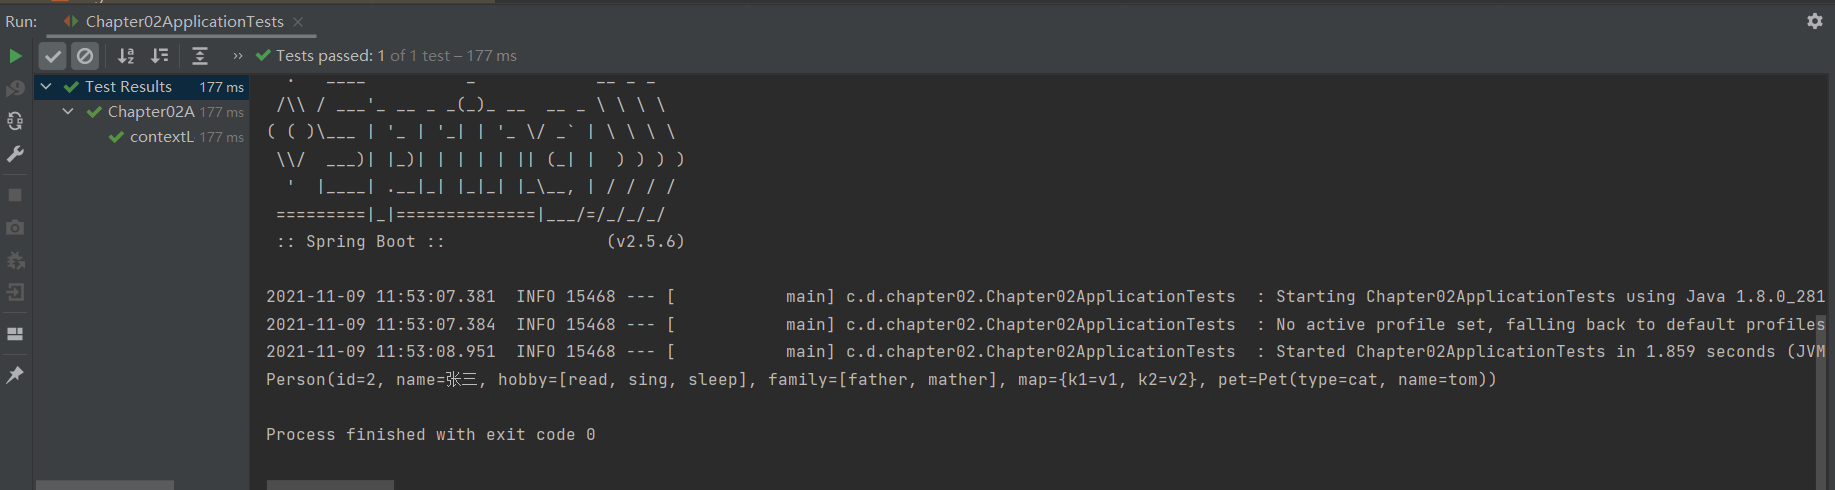 Run: Chapter02ApplicationTests
Tests passed: 1 of 1 test – 177 ms
Test Results 177 ms
Chapter02A 177 ms
contextL 177 ms
  .   ____          _            __ _ _
 /\\ / ___'_ __ _ _(_)_ __  __ _ \ \ \ \
( ( )\___ | '_ | '_| | '_ \/ _` | \ \ \ \
 \\/  ___)| |_)| | | | | || (_| |  ) ) ) )
  '  |____| .__|_| |_|_| |_\__, | / / / /
 =========|_|==============|___/=/_/_/_/
 :: Spring Boot ::                (v2.5.6)
2021-11-09 11:53:07.381  INFO 15468 --- [           main] c.d.chapter02.Chapter02ApplicationTests  : Starting Chapter02ApplicationTests using Java 1.8.0_281
2021-11-09 11:53:07.384  INFO 15468 --- [           main] c.d.chapter02.Chapter02ApplicationTests  : No active profile set, falling back to default profiles
2021-11-09 11:53:08.951  INFO 15468 --- [           main] c.d.chapter02.Chapter02ApplicationTests  : Started Chapter02ApplicationTests in 1.859 seconds (JVM
Person(id=2, name=张三, hobby=[read, sing, sleep], family=[father, mather], map={k1=v1, k2=v2}, pet=Pet(type=cat, name=tom))
Process finished with exit code 0